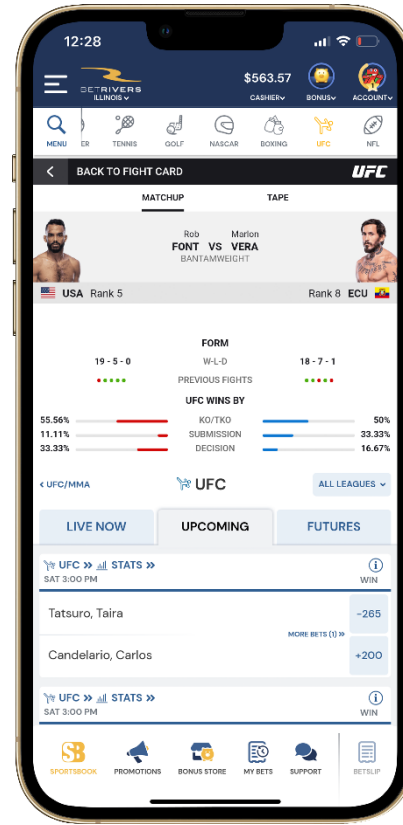 12:28
BETRIVERS
ILLINOIS
$563.57
CASHIER
BONUS
ACCOUNT
MENU
ER
TENNIS
GOLF
NASCAR
BOXING
UFC
NFL
BACK TO FIGHT CARD
UFC
MATCHUP
TAPE
Rob Marlon
FONT VS VERA
BANTAMWEIGHT
USA Rank 5
Rank 8 ECU
FORM
19 - 5 - 0 W-L-D 18 - 7 - 1
PREVIOUS FIGHTS
UFC WINS BY
55.56% KO/TKO 50%
11.11% SUBMISSION 33.33%
33.33% DECISION 16.67%
‹ UFC/MMA
UFC
ALL LEAGUES
LIVE NOW
UPCOMING
FUTURES
UFC » STATS »
SAT 3:00 PM
WIN
Tatsuro, Taira
-265
MORE BETS (1) »
Candelario, Carlos
+200
UFC » STATS »
SAT 3:00 PM
WIN
SB
SPORTSBOOK
PROMOTIONS
BONUS STORE
MY BETS
SUPPORT
BETSLIP